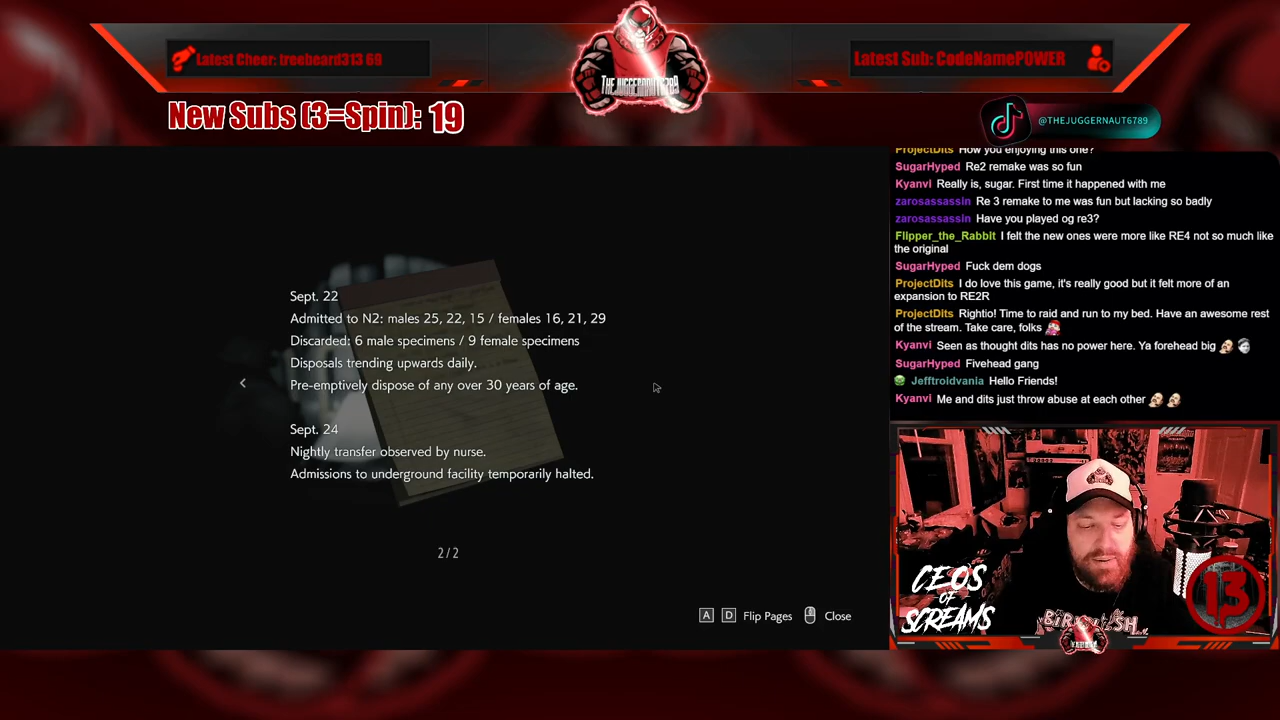 Latest Cheer: treebeard313 69
THEJUGGERNAUT6789
Latest Sub: CodeNamePOWER
New Subs (3=Spin): 19
@THEJUGGERNAUT6789
ProjectDits How you enjoying this one?
SugarHyped Re2 remake was so fun
Kyanvi Really is, sugar. First time it happened with me
zarosassassin Re 3 remake to me was fun but lacking so badly
zarosassassin Have you played og re3?
Flipper_the_Rabbit I felt the new ones were more like RE4 not so much like
the original
SugarHyped Fuck dem dogs
ProjectDits I do love this game, it's really good but it felt more of an
expansion to RE2R
ProjectDits Rightio! Time to raid and run to my bed. Have an awesome rest
of the stream. Take care, folks
Kyanvi Seen as thought dits has no power here. Ya forehead big
SugarHyped Fivehead gang
Jefftroidvania Hello Friends!
Kyanvi Me and dits just throw abuse at each other
Sept. 22
Admitted to N2: males 25, 22, 15 / females 16, 21, 29
Discarded: 6 male specimens / 9 female specimens
Disposals trending upwards daily.
Pre-emptively dispose of any over 30 years of age.
Sept. 24
Nightly transfer observed by nurse.
Admissions to underground facility temporarily halted.
2/2
A D Flip Pages Close
CEOS
OF
SCREAMS
13